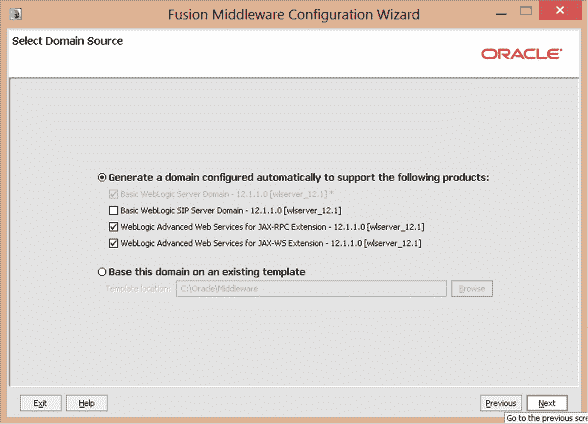 Fusion Middleware Configuration Wizard
Select Domain Source
ORACLE
Generate a domain configured automatically to support the following products:
Basic WebLogic Server Domain - 12.1.1.0 [wlserver_12.1] *
Basic WebLogic SIP Server Domain - 12.1.1.0 [wlserver_12.1]
WebLogic Advanced Web Services for JAX-RPC Extension - 12.1.1.0 [wlserver_12.1]
WebLogic Advanced Web Services for JAX-WS Extension - 12.1.1.0 [wlserver_12.1]
Base this domain on an existing template
Template location: C:\Oracle\Middleware Browse
Exit Help Previous Next
Go to the previous scre